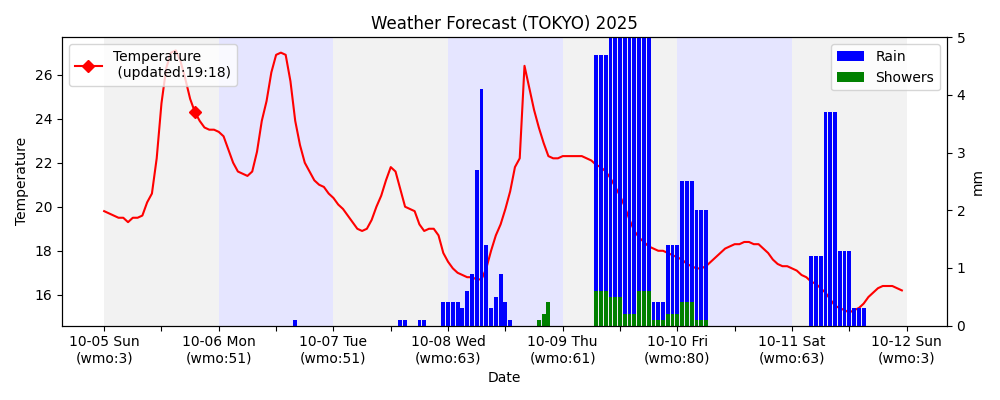 Weather Forecast (TOKYO) 2025
Temperature
(updated:19:18)
Rain
Showers
26
24
22
20
18
16
Temperature
5
4
3
2
1
0
mm
10-05 Sun
(wmo:3)
10-06 Mon
(wmo:51)
10-07 Tue
(wmo:51)
10-08 Wed
(wmo:63)
10-09 Thu
(wmo:61)
10-10 Fri
(wmo:80)
10-11 Sat
(wmo:63)
10-12 Sun
(wmo:3)
Date